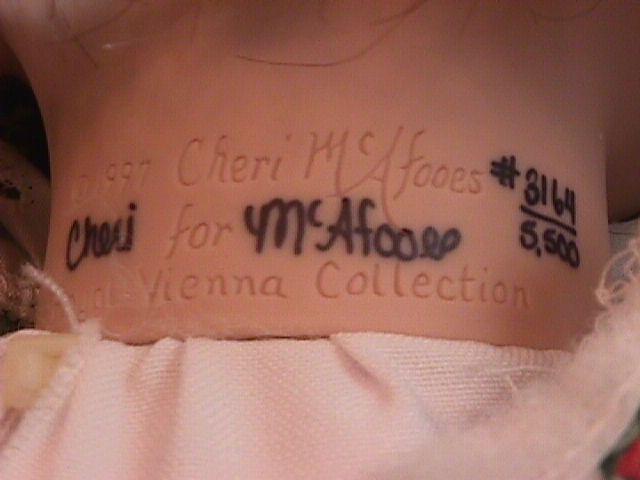 ©1997 Cheri McAfooes #3164
Cheri for McAfooes 5,500
Vienna Collection